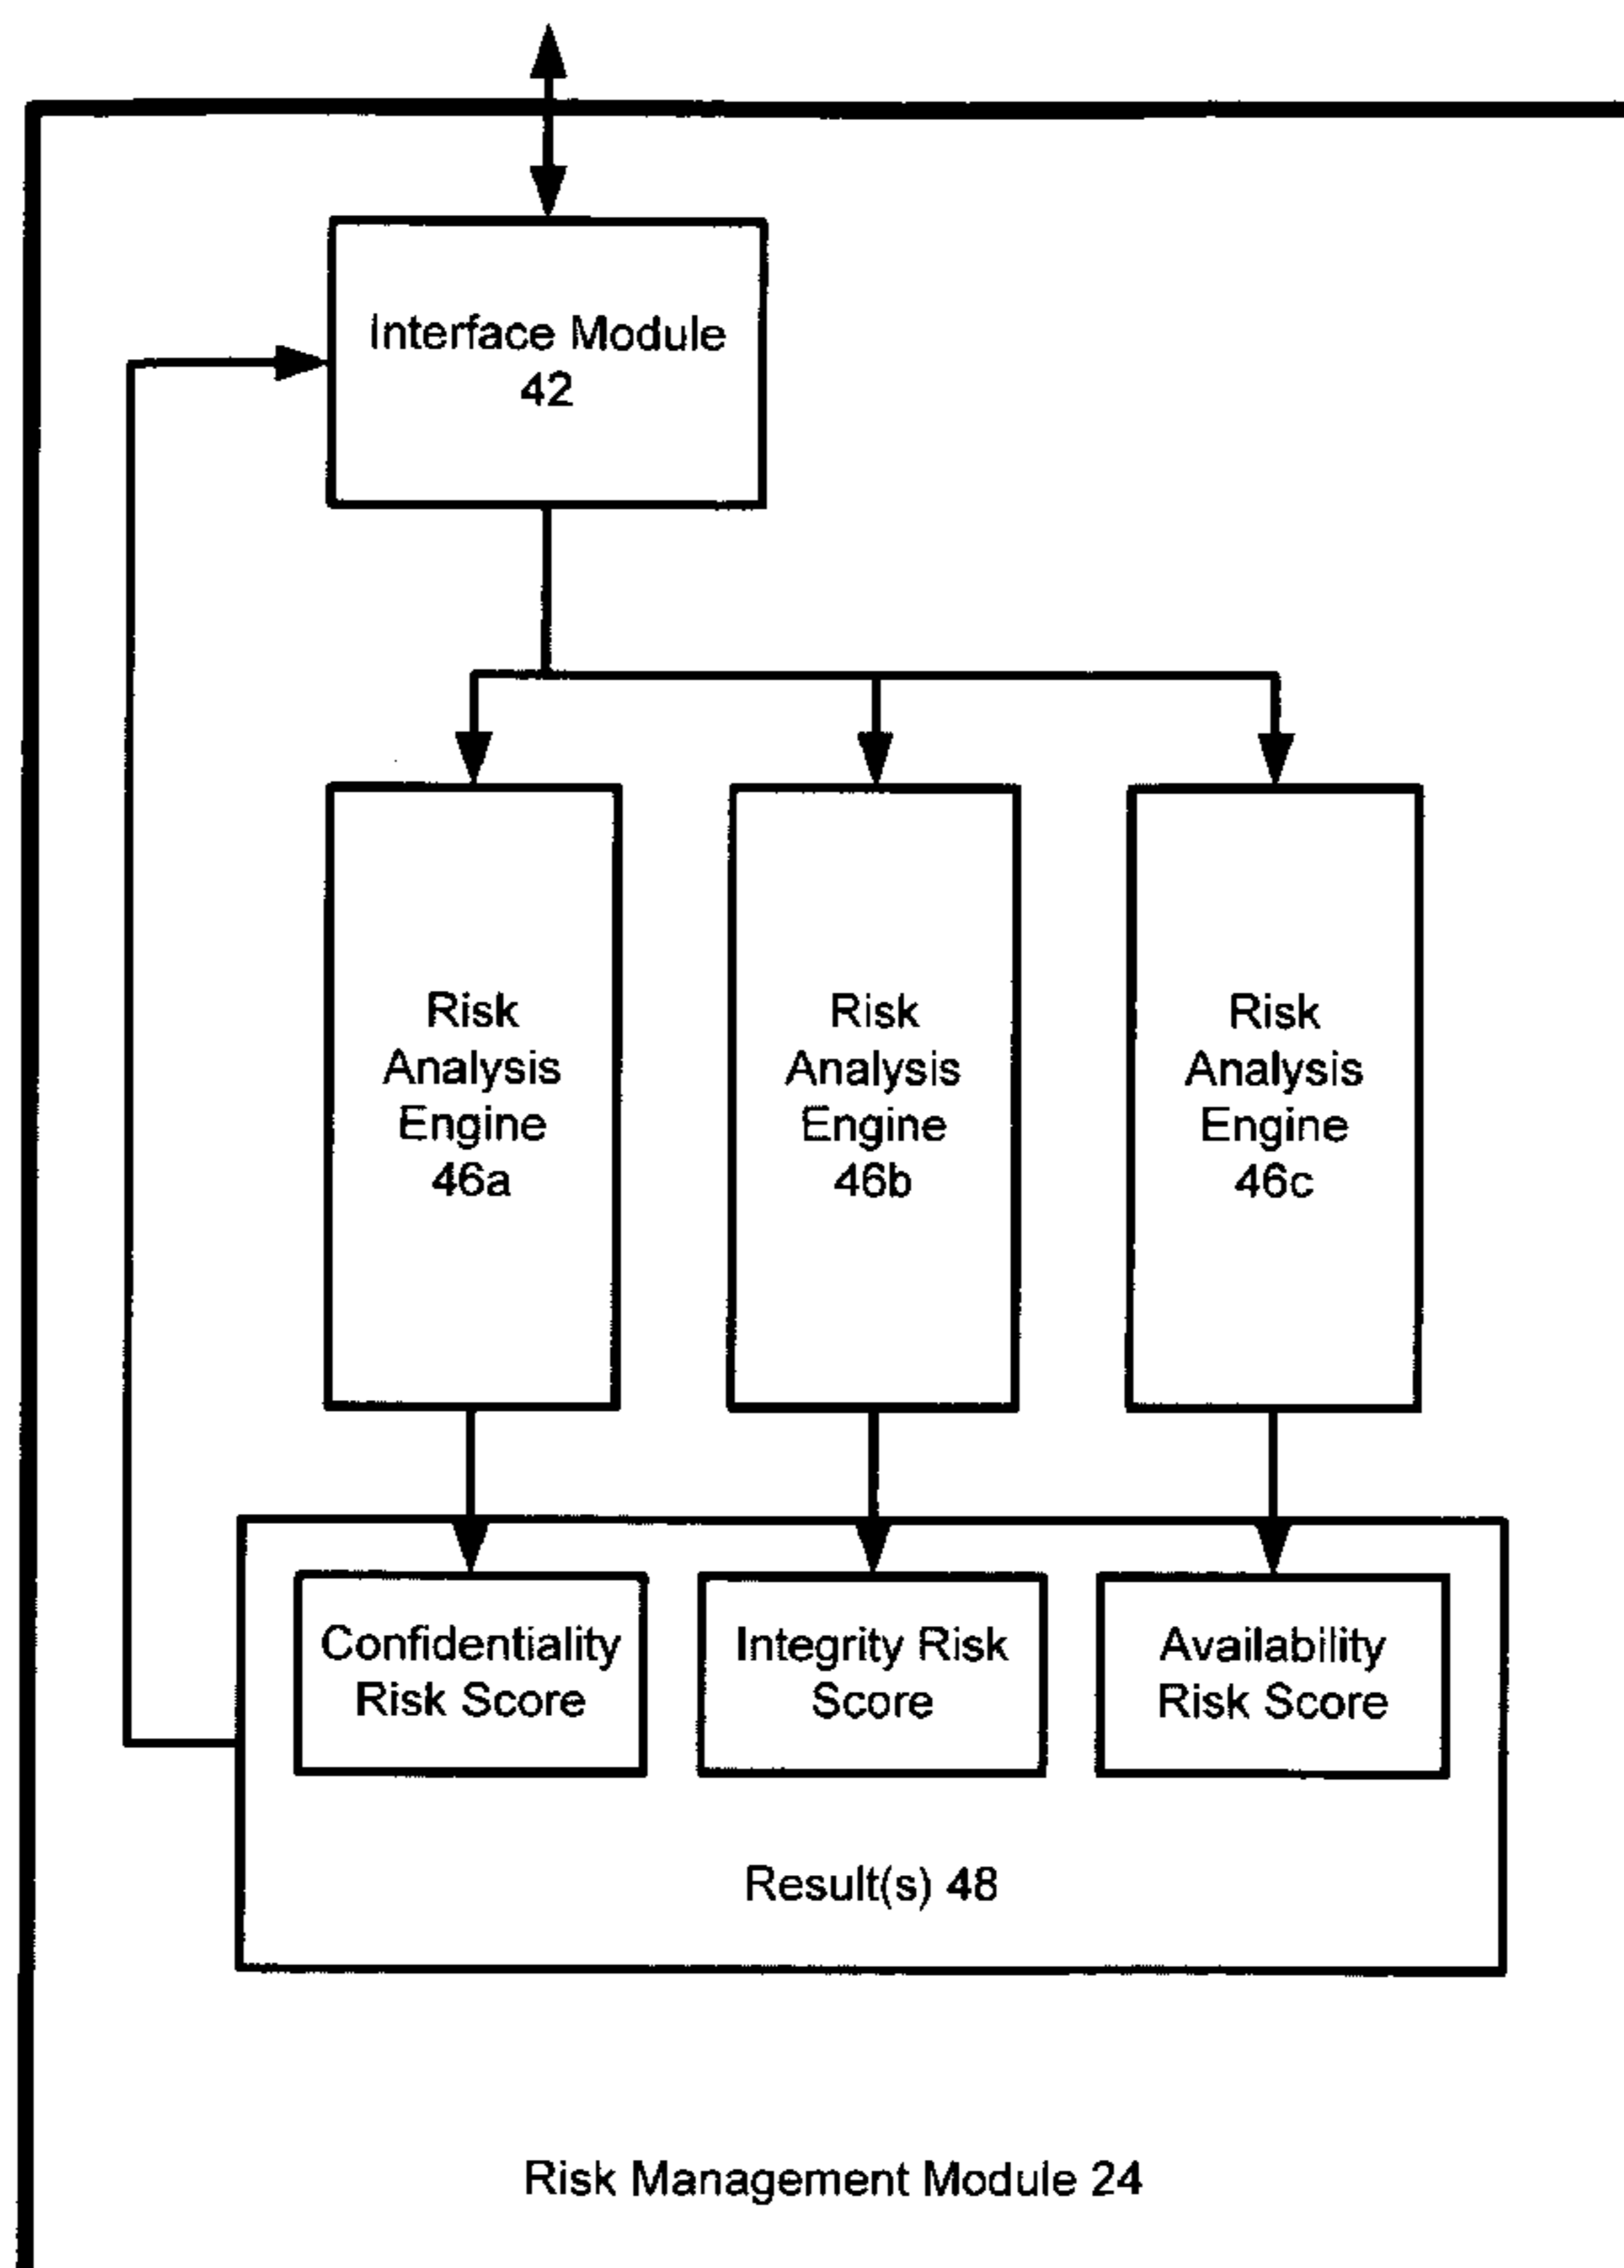 Interface Module
42
Risk
Analysis
Engine
46a
Risk
Analysis
Engine
46b
Risk
Analysis
Engine
46c
Confidentiality
Risk Score
Integrity Risk
Score
Availability
Risk Score
Result(s) 48
Risk Management Module 24